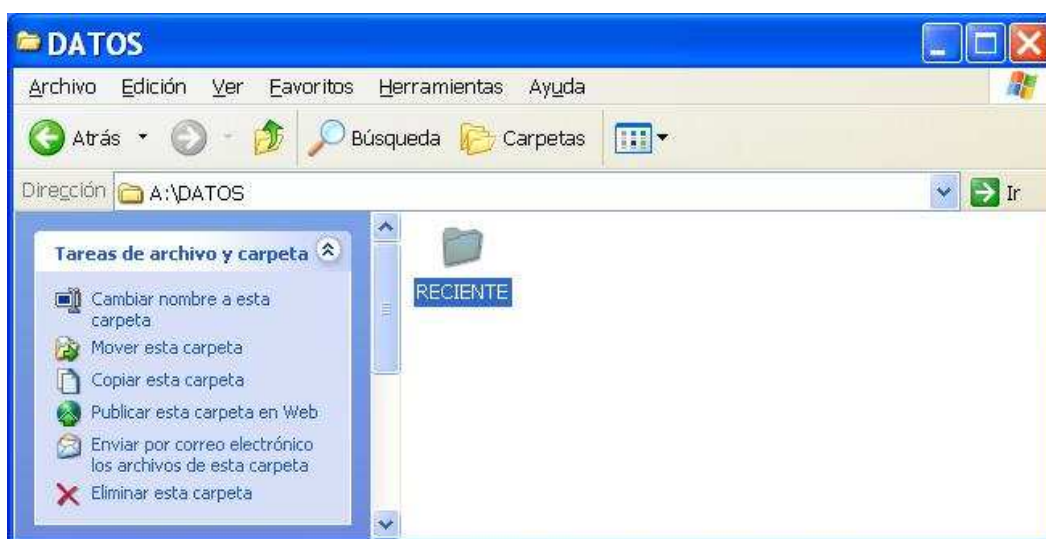 DATOS
Archivo Edición Ver Favoritos Herramientas Ayuda
Atrás Búsqueda Carpetas
Dirección A:\DATOS Ir
Tareas de archivo y carpeta
Cambiar nombre a esta
carpeta
Mover esta carpeta
Copiar esta carpeta
Publicar esta carpeta en Web
Enviar por correo electrónico
los archivos de esta carpeta
Eliminar esta carpeta
RECIENTE